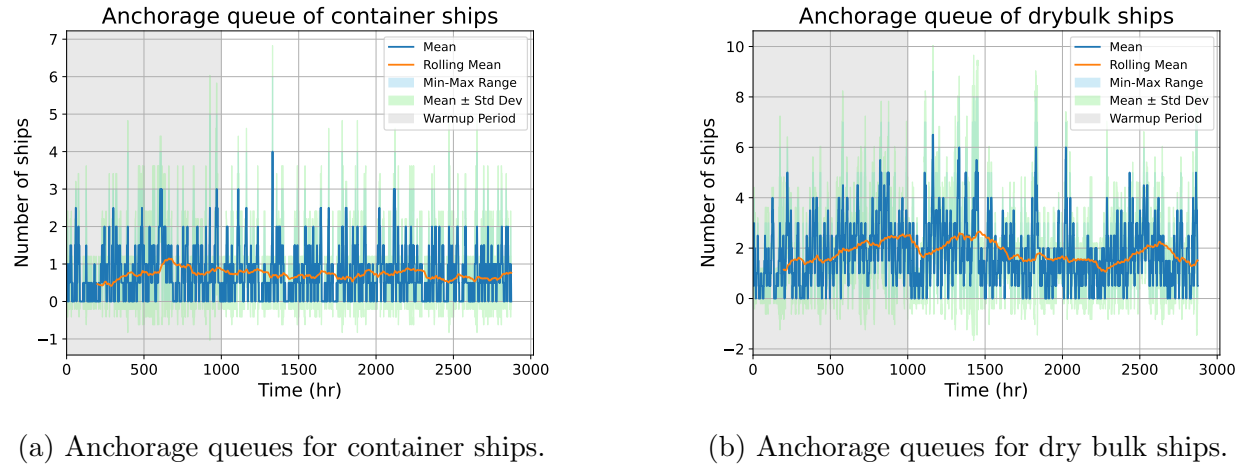 Anchorage queue of container ships
7
6
5
4
3
2
1
0
−1
Number of ships
Mean
Rolling Mean
Min-Max Range
Mean ± Std Dev
Warmup Period
0 500 1000 1500 2000 2500 3000
Time (hr)
(a) Anchorage queues for container ships.
Anchorage queue of drybulk ships
10
8
6
4
2
0
−2
Number of ships
Mean
Rolling Mean
Min-Max Range
Mean ± Std Dev
Warmup Period
0 500 1000 1500 2000 2500 3000
Time (hr)
(b) Anchorage queues for dry bulk ships.